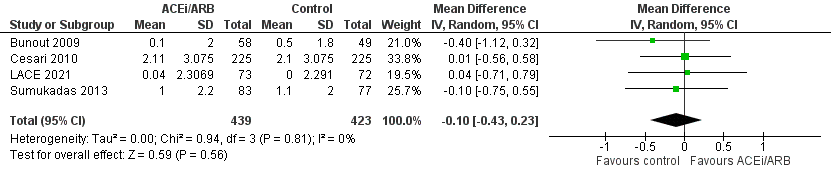 ACEi/ARB Control Mean Difference Mean Difference
Study or Subgroup Mean SD Total Mean SD Total Weight IV, Random, 95% CI IV, Random, 95% CI
Bunout 2009 0.1 2 58 0.5 1.8 49 21.0% -0.40 [-1.12, 0.32]
Cesari 2010 2.11 3.075 225 2.1 3.075 225 33.8% 0.01 [-0.56, 0.58]
LACE 2021 0.04 2.3069 73 0 2.291 72 19.5% 0.04 [-0.71, 0.79]
Sumukadas 2013 1 2.2 83 1.1 2 77 25.7% -0.10 [-0.75, 0.55]
Total (95% CI) 439 423 100.0% -0.10 [-0.43, 0.23]
Heterogeneity: Tau² = 0.00; Chi² = 0.94, df = 3 (P = 0.81); I² = 0%
Test for overall effect: Z = 0.59 (P = 0.56)
-1 -0.5 0 0.5 1
Favours control Favours ACEi/ARB